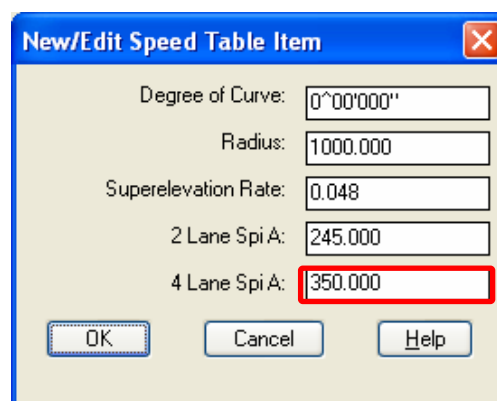 New/Edit Speed Table Item
Degree of Curve: 0^00'000"
Radius: 1000.000
Superelevation Rate: 0.048
2 Lane Spi A: 245.000
4 Lane Spi A: 350.000
OK Cancel Help